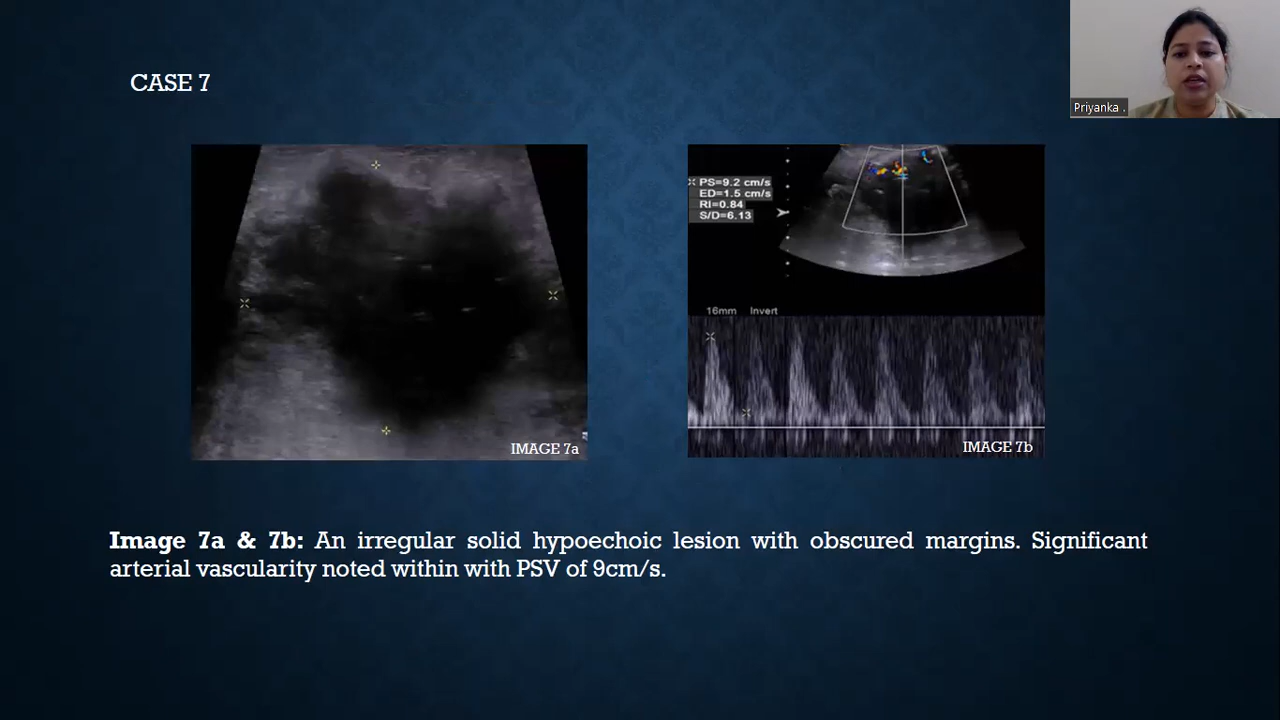 CASE 7
Priyanka .
PS=9.2 cm/s
ED=1.5 cm/s
RI=0.84
S/D=6.13
16mm Invert
IMAGE 7a
IMAGE 7b
Image 7a & 7b: An irregular solid hypoechoic lesion with obscured margins. Significant
arterial vascularity noted within with PSV of 9cm/s.